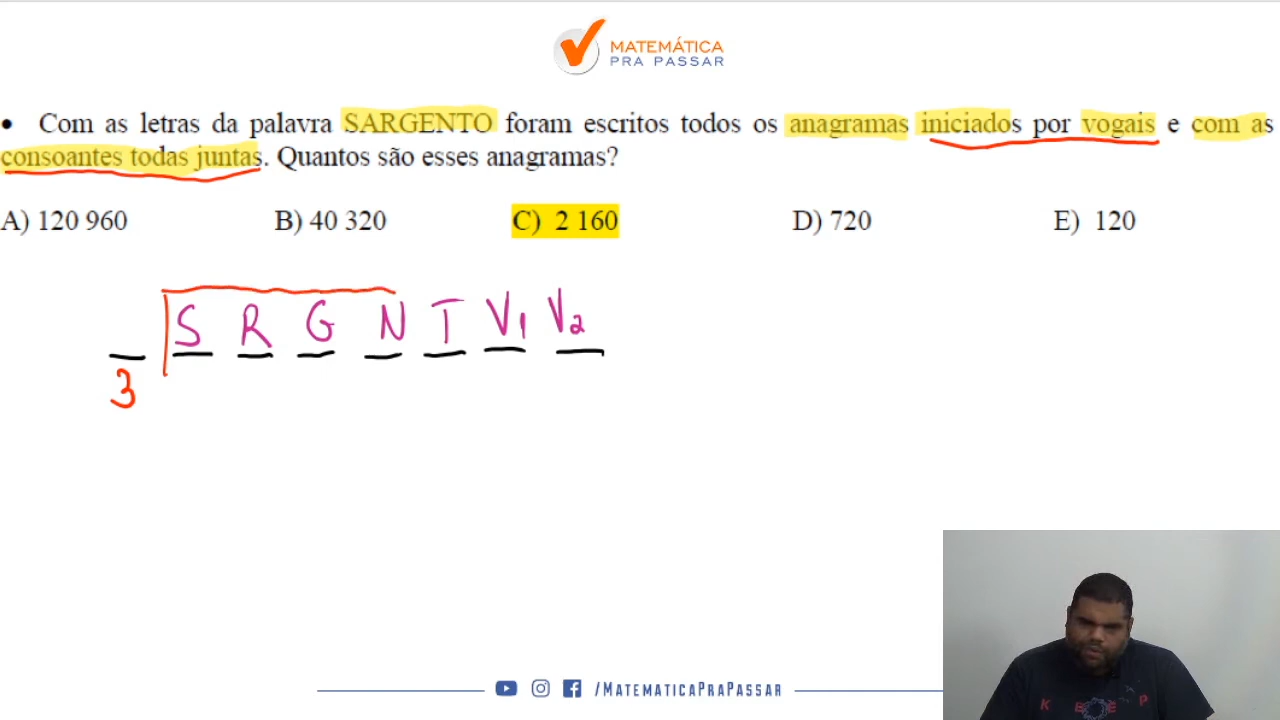 MATEMÁTICA
PRA PASSAR
• Com as letras da palavra SARGENTO foram escritos todos os anagramas iniciados por vogais e com as
consoantes todas juntas. Quantos são esses anagramas?
A) 120 960 B) 40 320 C) 2 160 D) 720 E) 120
S R G N T V1 V2
3
K E E P
/MATEMATICAPRAPASSAR